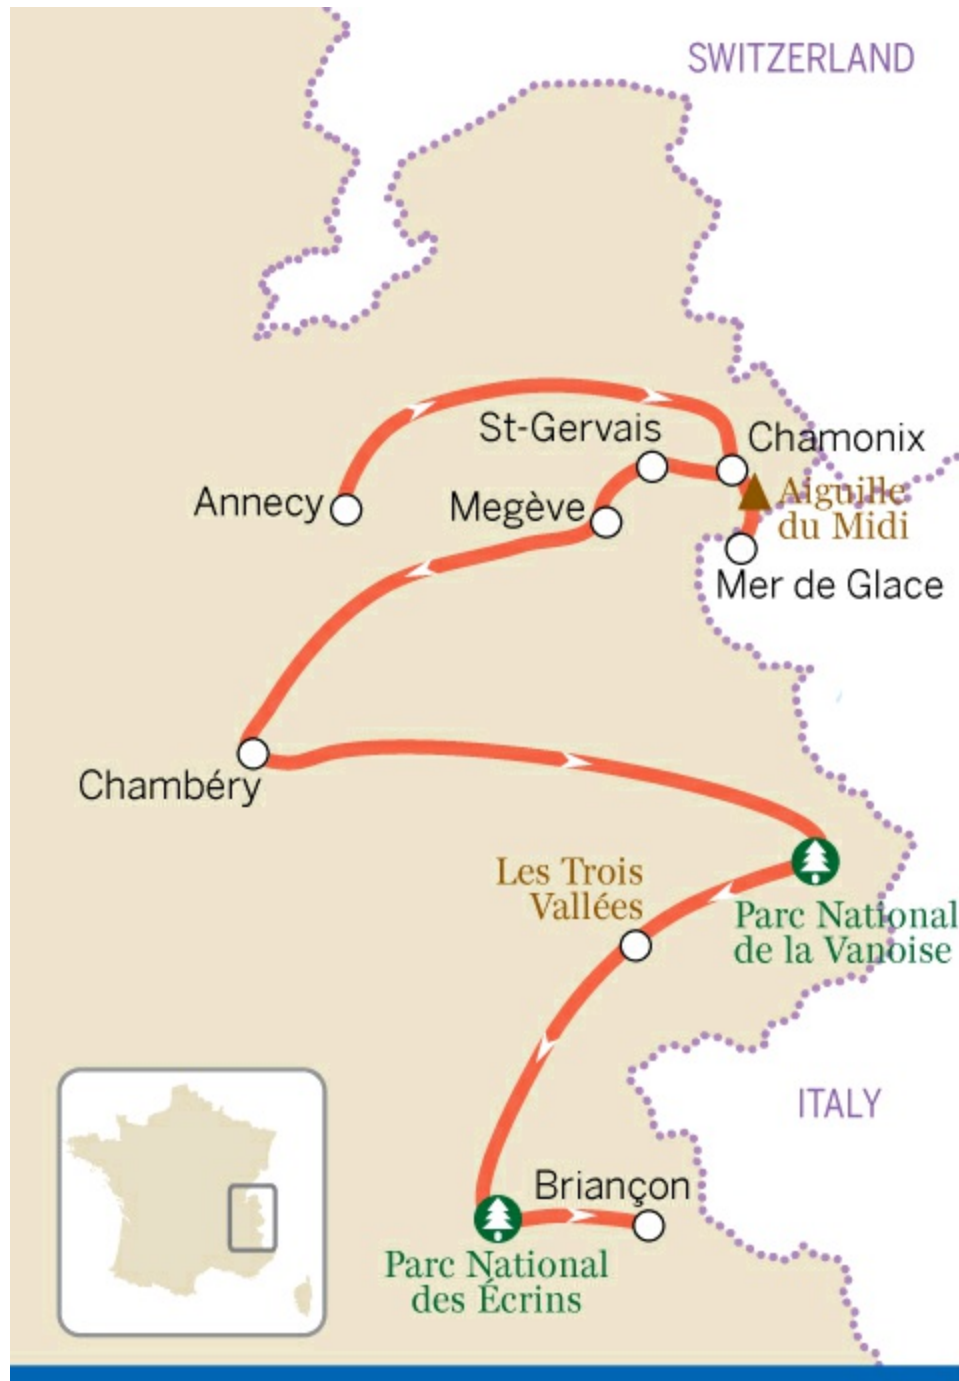 SWITZERLAND
St-Gervais
Chamonix
Annecy
Megève
Aiguille
du Midi
Mer de Glace
Chambéry
Les Trois
Vallées
Parc National
de la Vanoise
ITALY
Briançon
Parc National
des Écrins